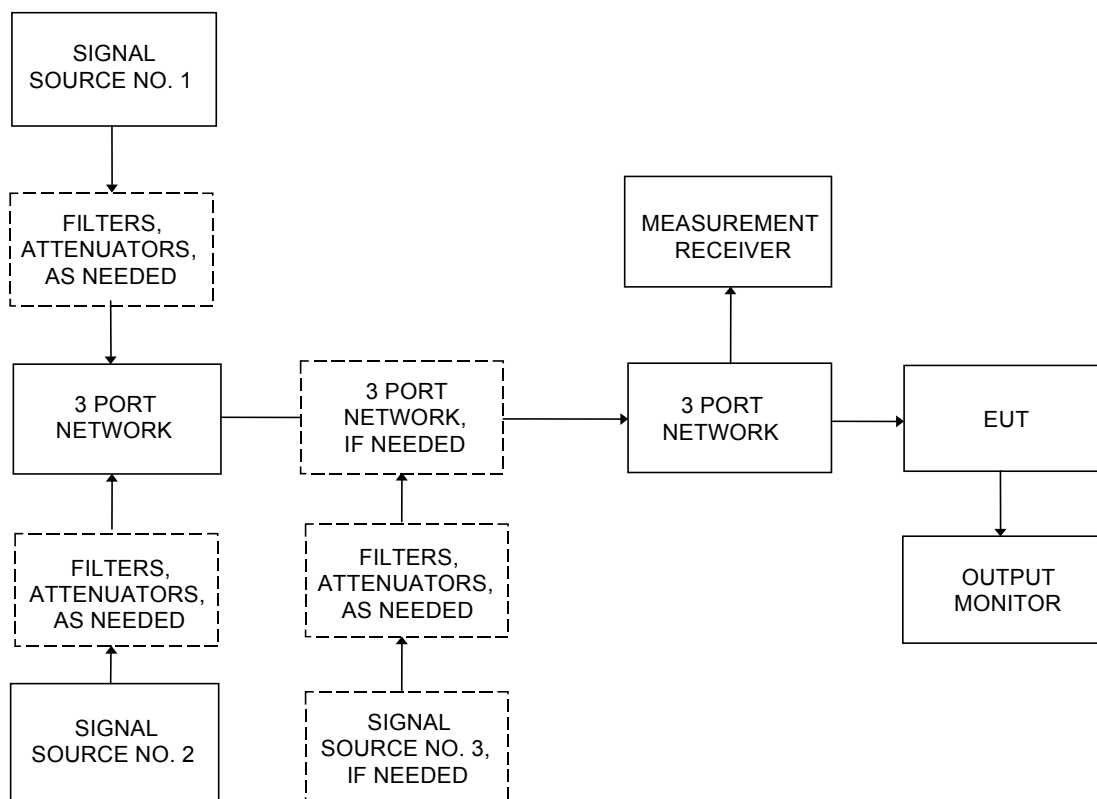 SIGNAL
SOURCE NO. 1
FILTERS,
ATTENUATORS,
AS NEEDED
MEASUREMENT
RECEIVER
3 PORT
NETWORK
3 PORT
NETWORK,
IF NEEDED
3 PORT
NETWORK
EUT
FILTERS,
ATTENUATORS,
AS NEEDED
FILTERS,
ATTENUATORS,
AS NEEDED
OUTPUT
MONITOR
SIGNAL
SOURCE NO. 2
SIGNAL
SOURCE NO. 3,
IF NEEDED